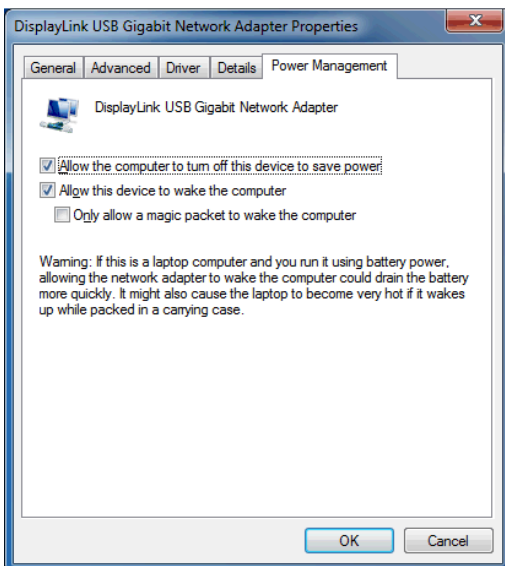 DisplayLink USB Gigabit Network Adapter Properties
General Advanced Driver Details Power Management
DisplayLink USB Gigabit Network Adapter
Allow the computer to turn off this device to save power
Allow this device to wake the computer
Only allow a magic packet to wake the computer
Warning: If this is a laptop computer and you run it using battery power,
allowing the network adapter to wake the computer could drain the battery
more quickly. It might also cause the laptop to become very hot if it wakes
up while packed in a carrying case.
OK Cancel